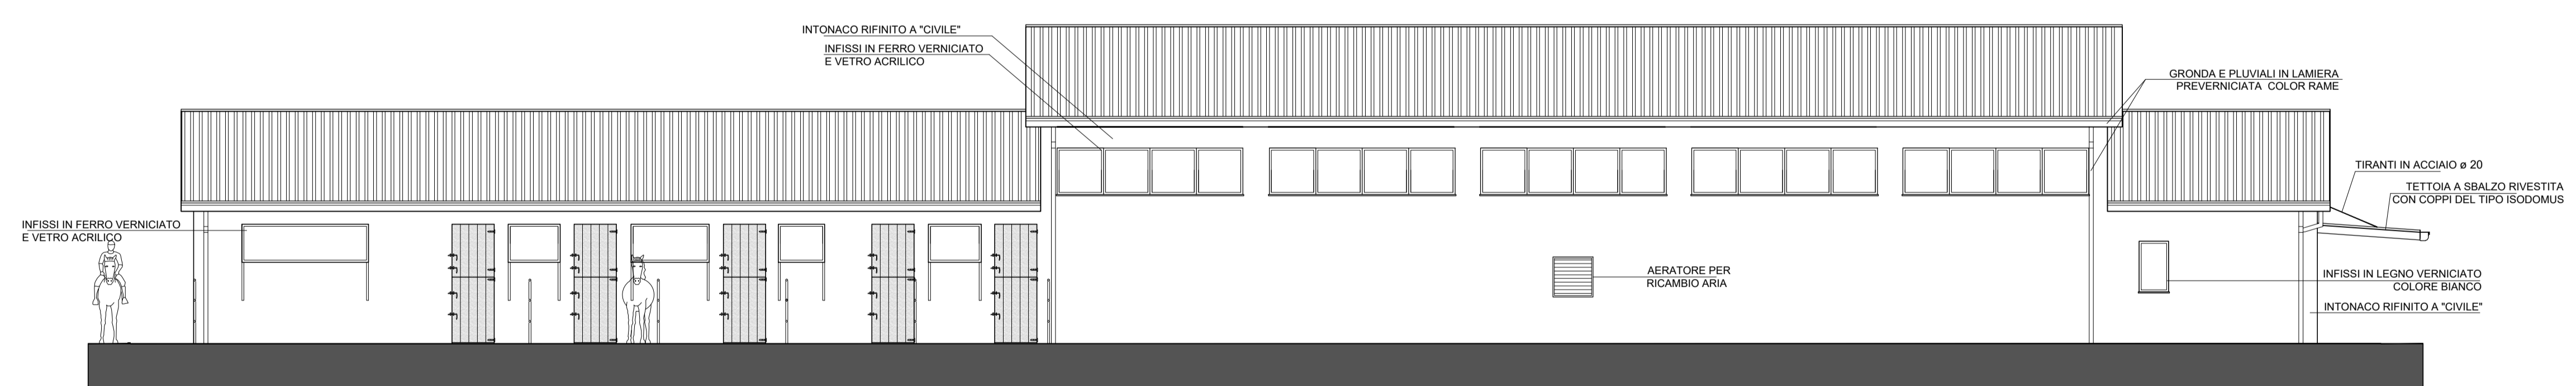 INTONACO RIFINITO A "CIVILE"
INFISSI IN FERRO VERNICIATO
E VETRO ACRILICO
GRONDA E PLUVIALI IN LAMIERA
PREVERNICIATA COLOR RAME
TIRANTI IN ACCIAIO ø 20
TETTOIA A SBALZO RIVESTITA
CON COPPI DEL TIPO ISODOMUS
INFISSI IN FERRO VERNICIATO
E VETRO ACRILICO
AERATORE PER
RICAMBIO ARIA
INFISSI IN LEGNO VERNICIATO
COLORE BIANCO
INTONACO RIFINITO A "CIVILE"